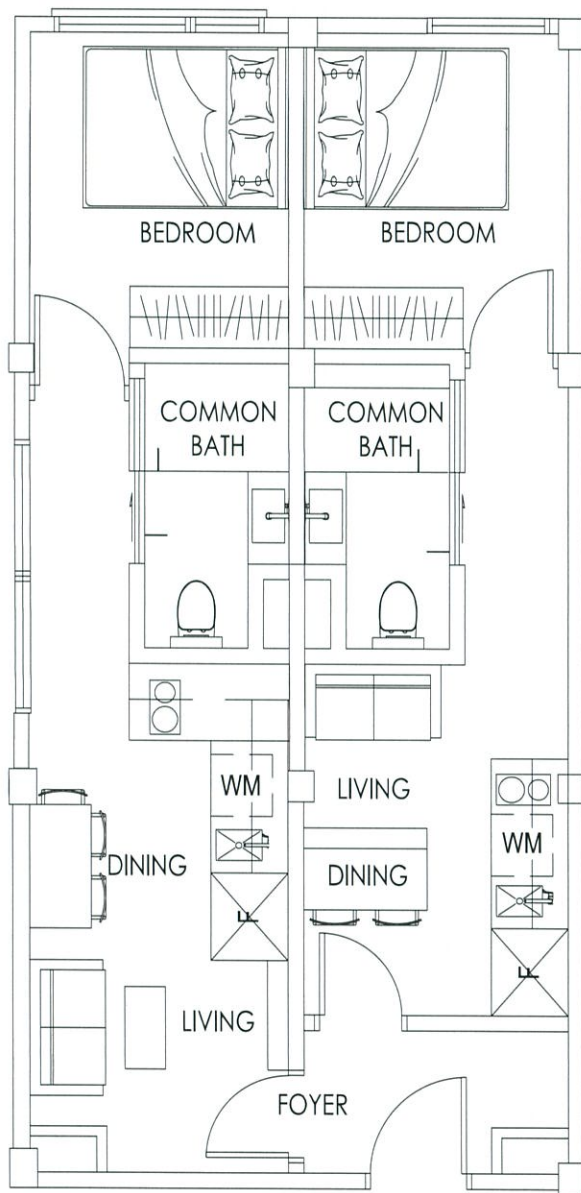 BEDROOM BEDROOM
COMMON
BATH
COMMON
BATH
WM
LIVING
WM
DINING
DINING
F
F
LIVING
FOYER